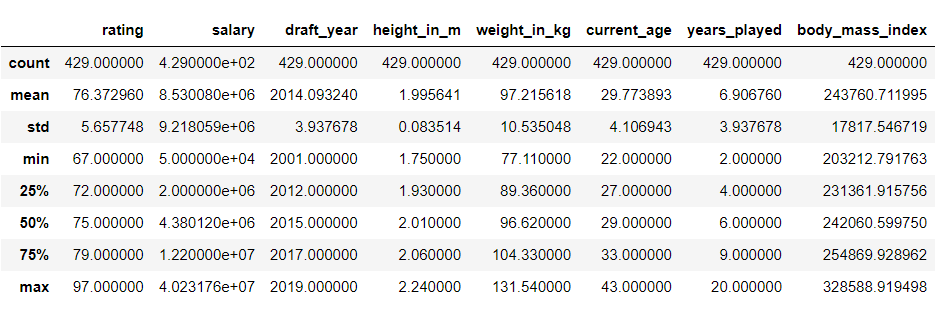 rating salary draft_year height_in_m weight_in_kg current_age years_played body_mass_index
count 429.000000 4.290000e+02 429.000000 429.000000 429.000000 429.000000 429.000000 429.000000
mean 76.372960 8.530080e+06 2014.093240 1.995641 97.215618 29.773893 6.906760 243760.711995
std 5.657748 9.218059e+06 3.937678 0.083514 10.535048 4.106943 3.937678 17817.546719
min 67.000000 5.000000e+04 2001.000000 1.750000 77.110000 22.000000 2.000000 203212.791763
25% 72.000000 2.000000e+06 2012.000000 1.930000 89.360000 27.000000 4.000000 231361.915756
50% 75.000000 4.380120e+06 2015.000000 2.010000 96.620000 29.000000 6.000000 242060.599750
75% 79.000000 1.220000e+07 2017.000000 2.060000 104.330000 33.000000 9.000000 254869.928962
max 97.000000 4.023176e+07 2019.000000 2.240000 131.540000 43.000000 20.000000 328588.919498